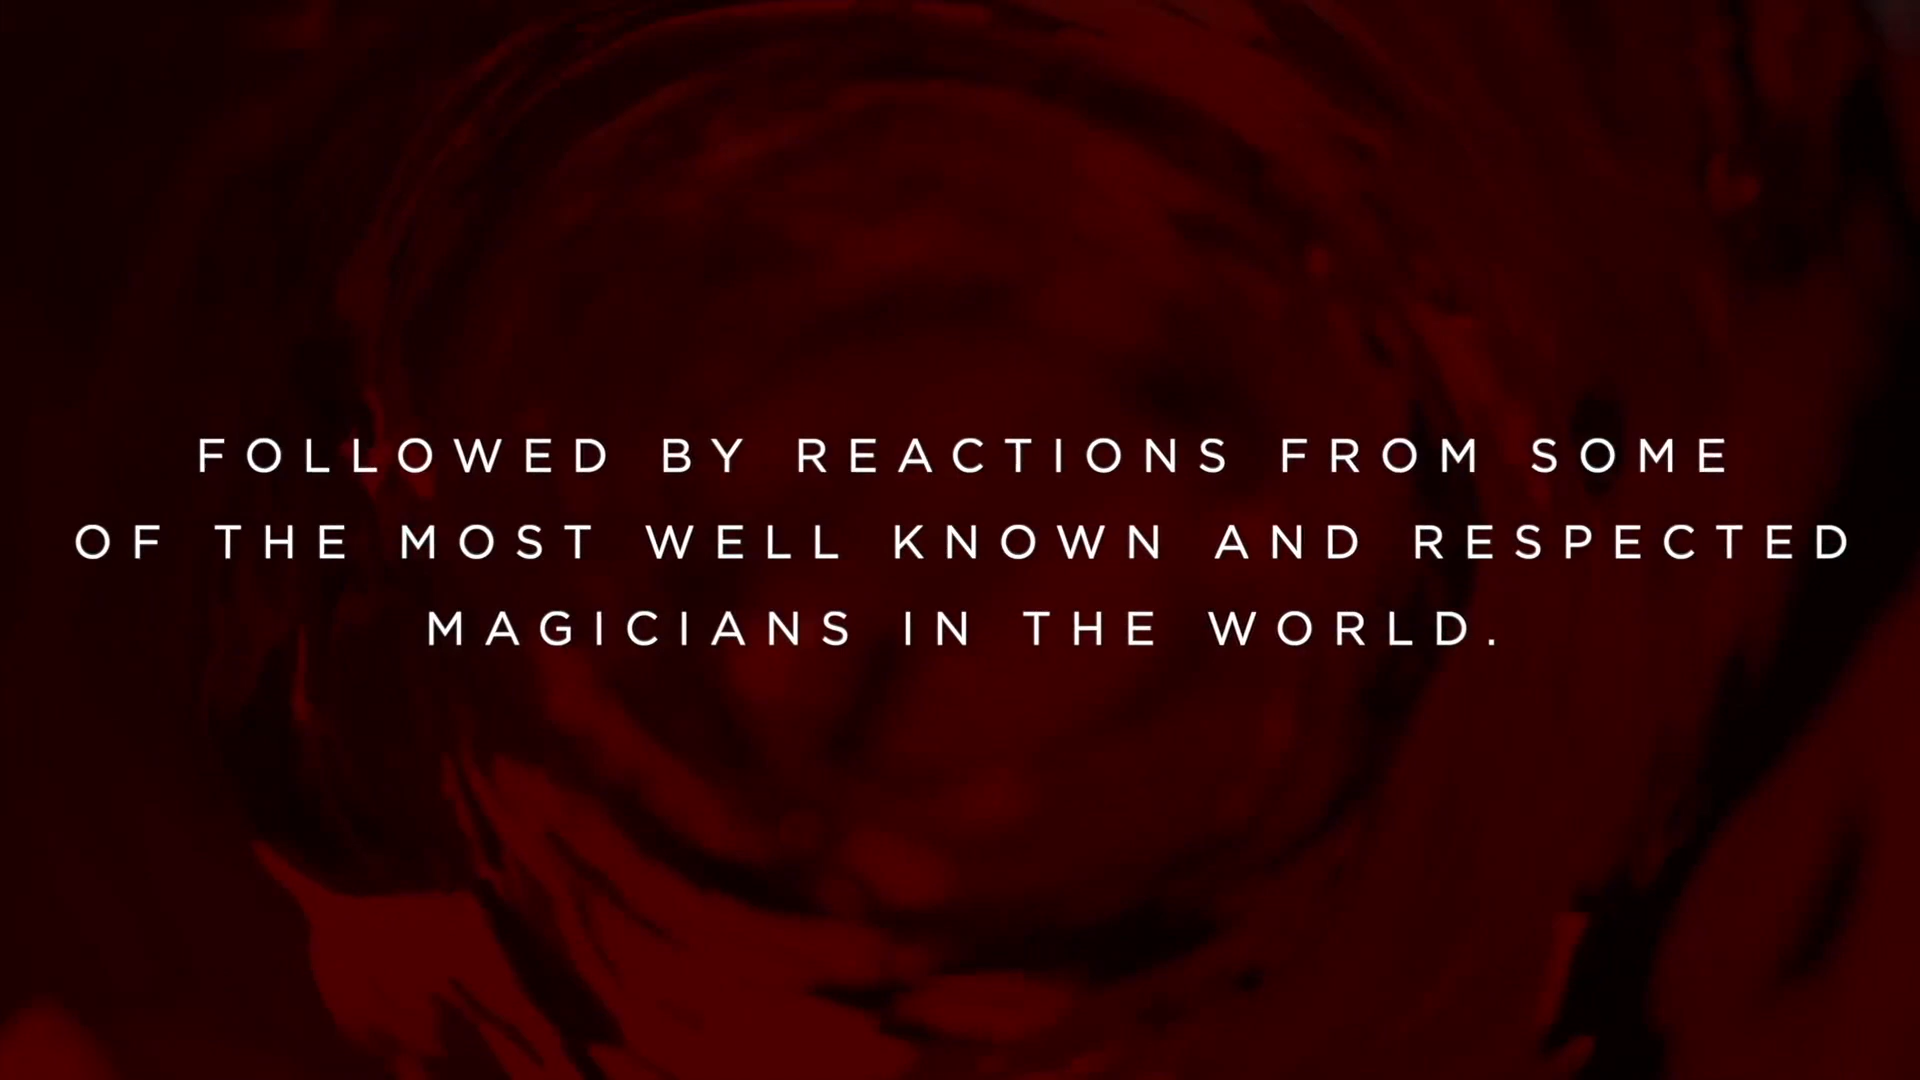 FOLLOWED BY REACTIONS FROM SOME
OF THE MOST WELL KNOWN AND RESPECTED
MAGICIANS IN THE WORLD.